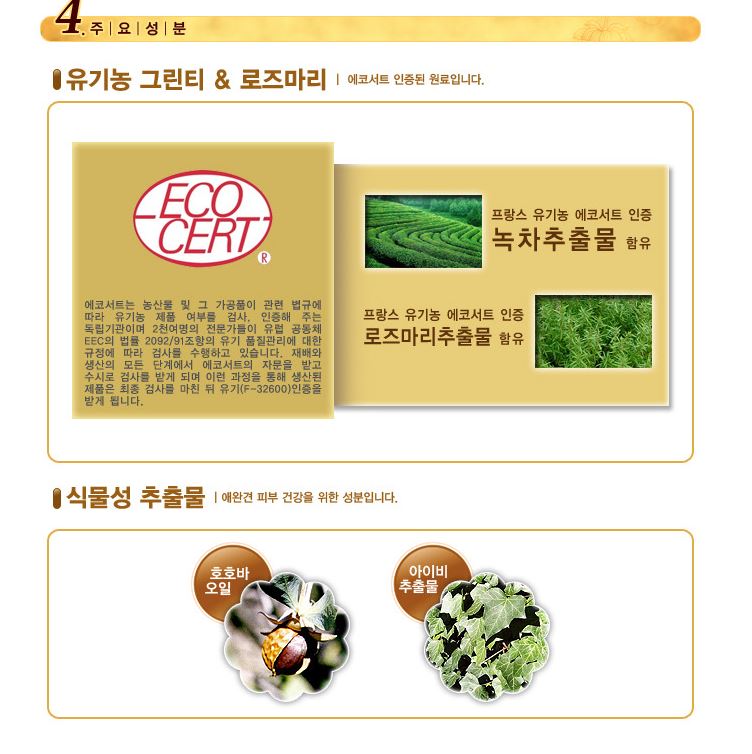 4. 주|요|성|분
유기농 그린티 & 로즈마리 | 에코서트 인증된 원료입니다.
ECO
CERT
®
에코서트는 농산물 및 그 가공품이 관련 법규에
따라 유기농 제품 여부를 검사, 인증해 주는
독립기관이며 2천여명의 전문가들이 유럽 공동체
EEC의 법률 2092/91조항의 유기 품질관리에 대한
규정에 따라 검사를 수행하고 있습니다. 재배와
생산의 모든 단계에서 에코서트의 자문을 받고
수시로 검사를 받게 되며 이런 과정을 통해 생산된
제품은 최종 검사를 마친 뒤 유기(F-32600)인증을
받게 됩니다.
프랑스 유기농 에코서트 인증
녹차추출물 함유
프랑스 유기농 에코서트 인증
로즈마리추출물 함유
식물성 추출물 | 애완견 피부 건강을 위한 성분입니다.
호호바
오일
아이비
추출물